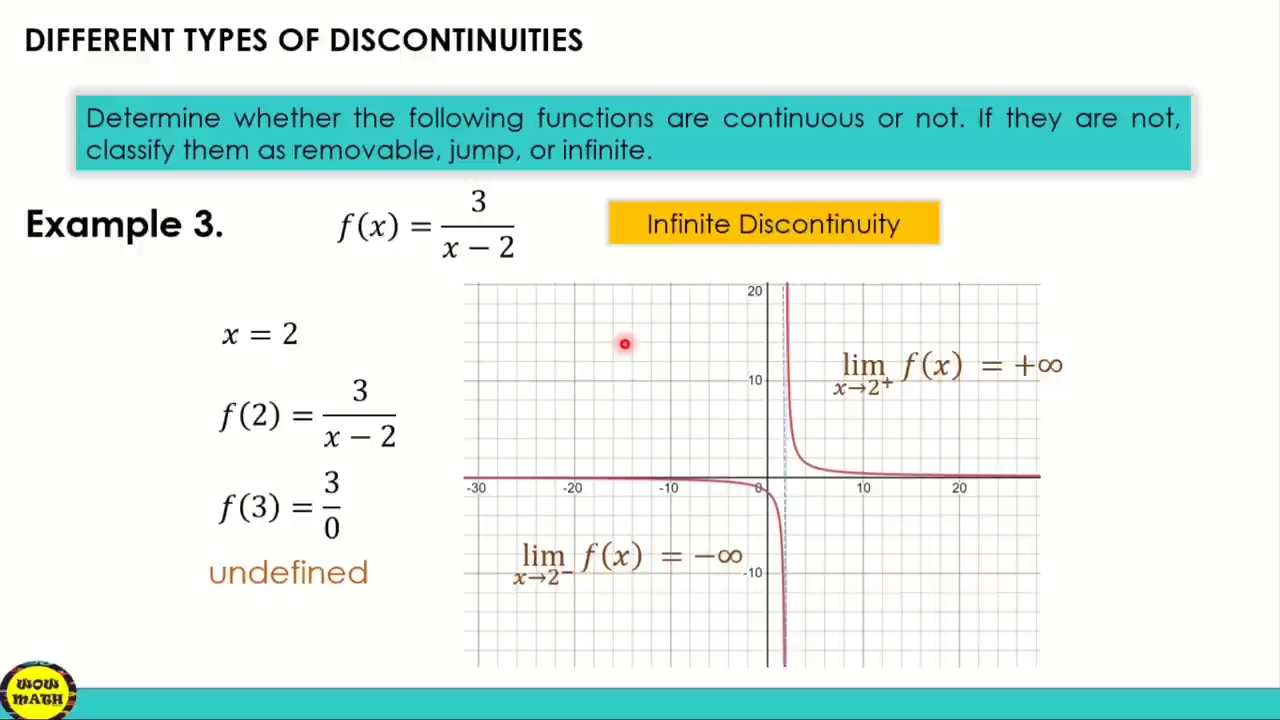 DIFFERENT TYPES OF DISCONTINUITIES
Determine whether the following functions are continuous or not. If they are not,
classify them as removable, jump, or infinite.
Example 3.
f(x) = 3/(x − 2)
Infinite Discontinuity
x = 2
f(2) = 3/(x − 2)
f(3) = 3/0
undefined
20
10
-30 -20 -10 0 10 20
-10
lim x→2⁺ f(x) = +∞
lim x→2⁻ f(x) = −∞
WOW
MATH